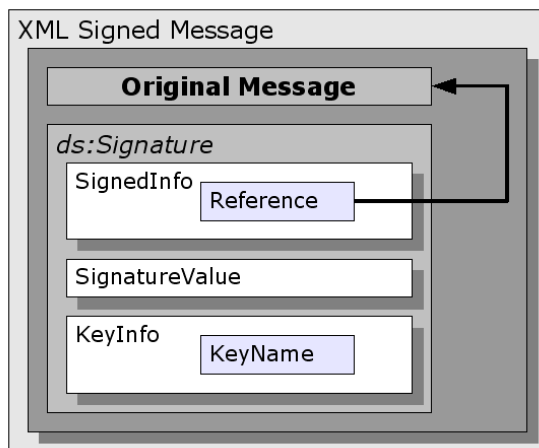 XML Signed Message
Original Message
ds:Signature
SignedInfo
Reference
SignatureValue
KeyInfo
KeyName